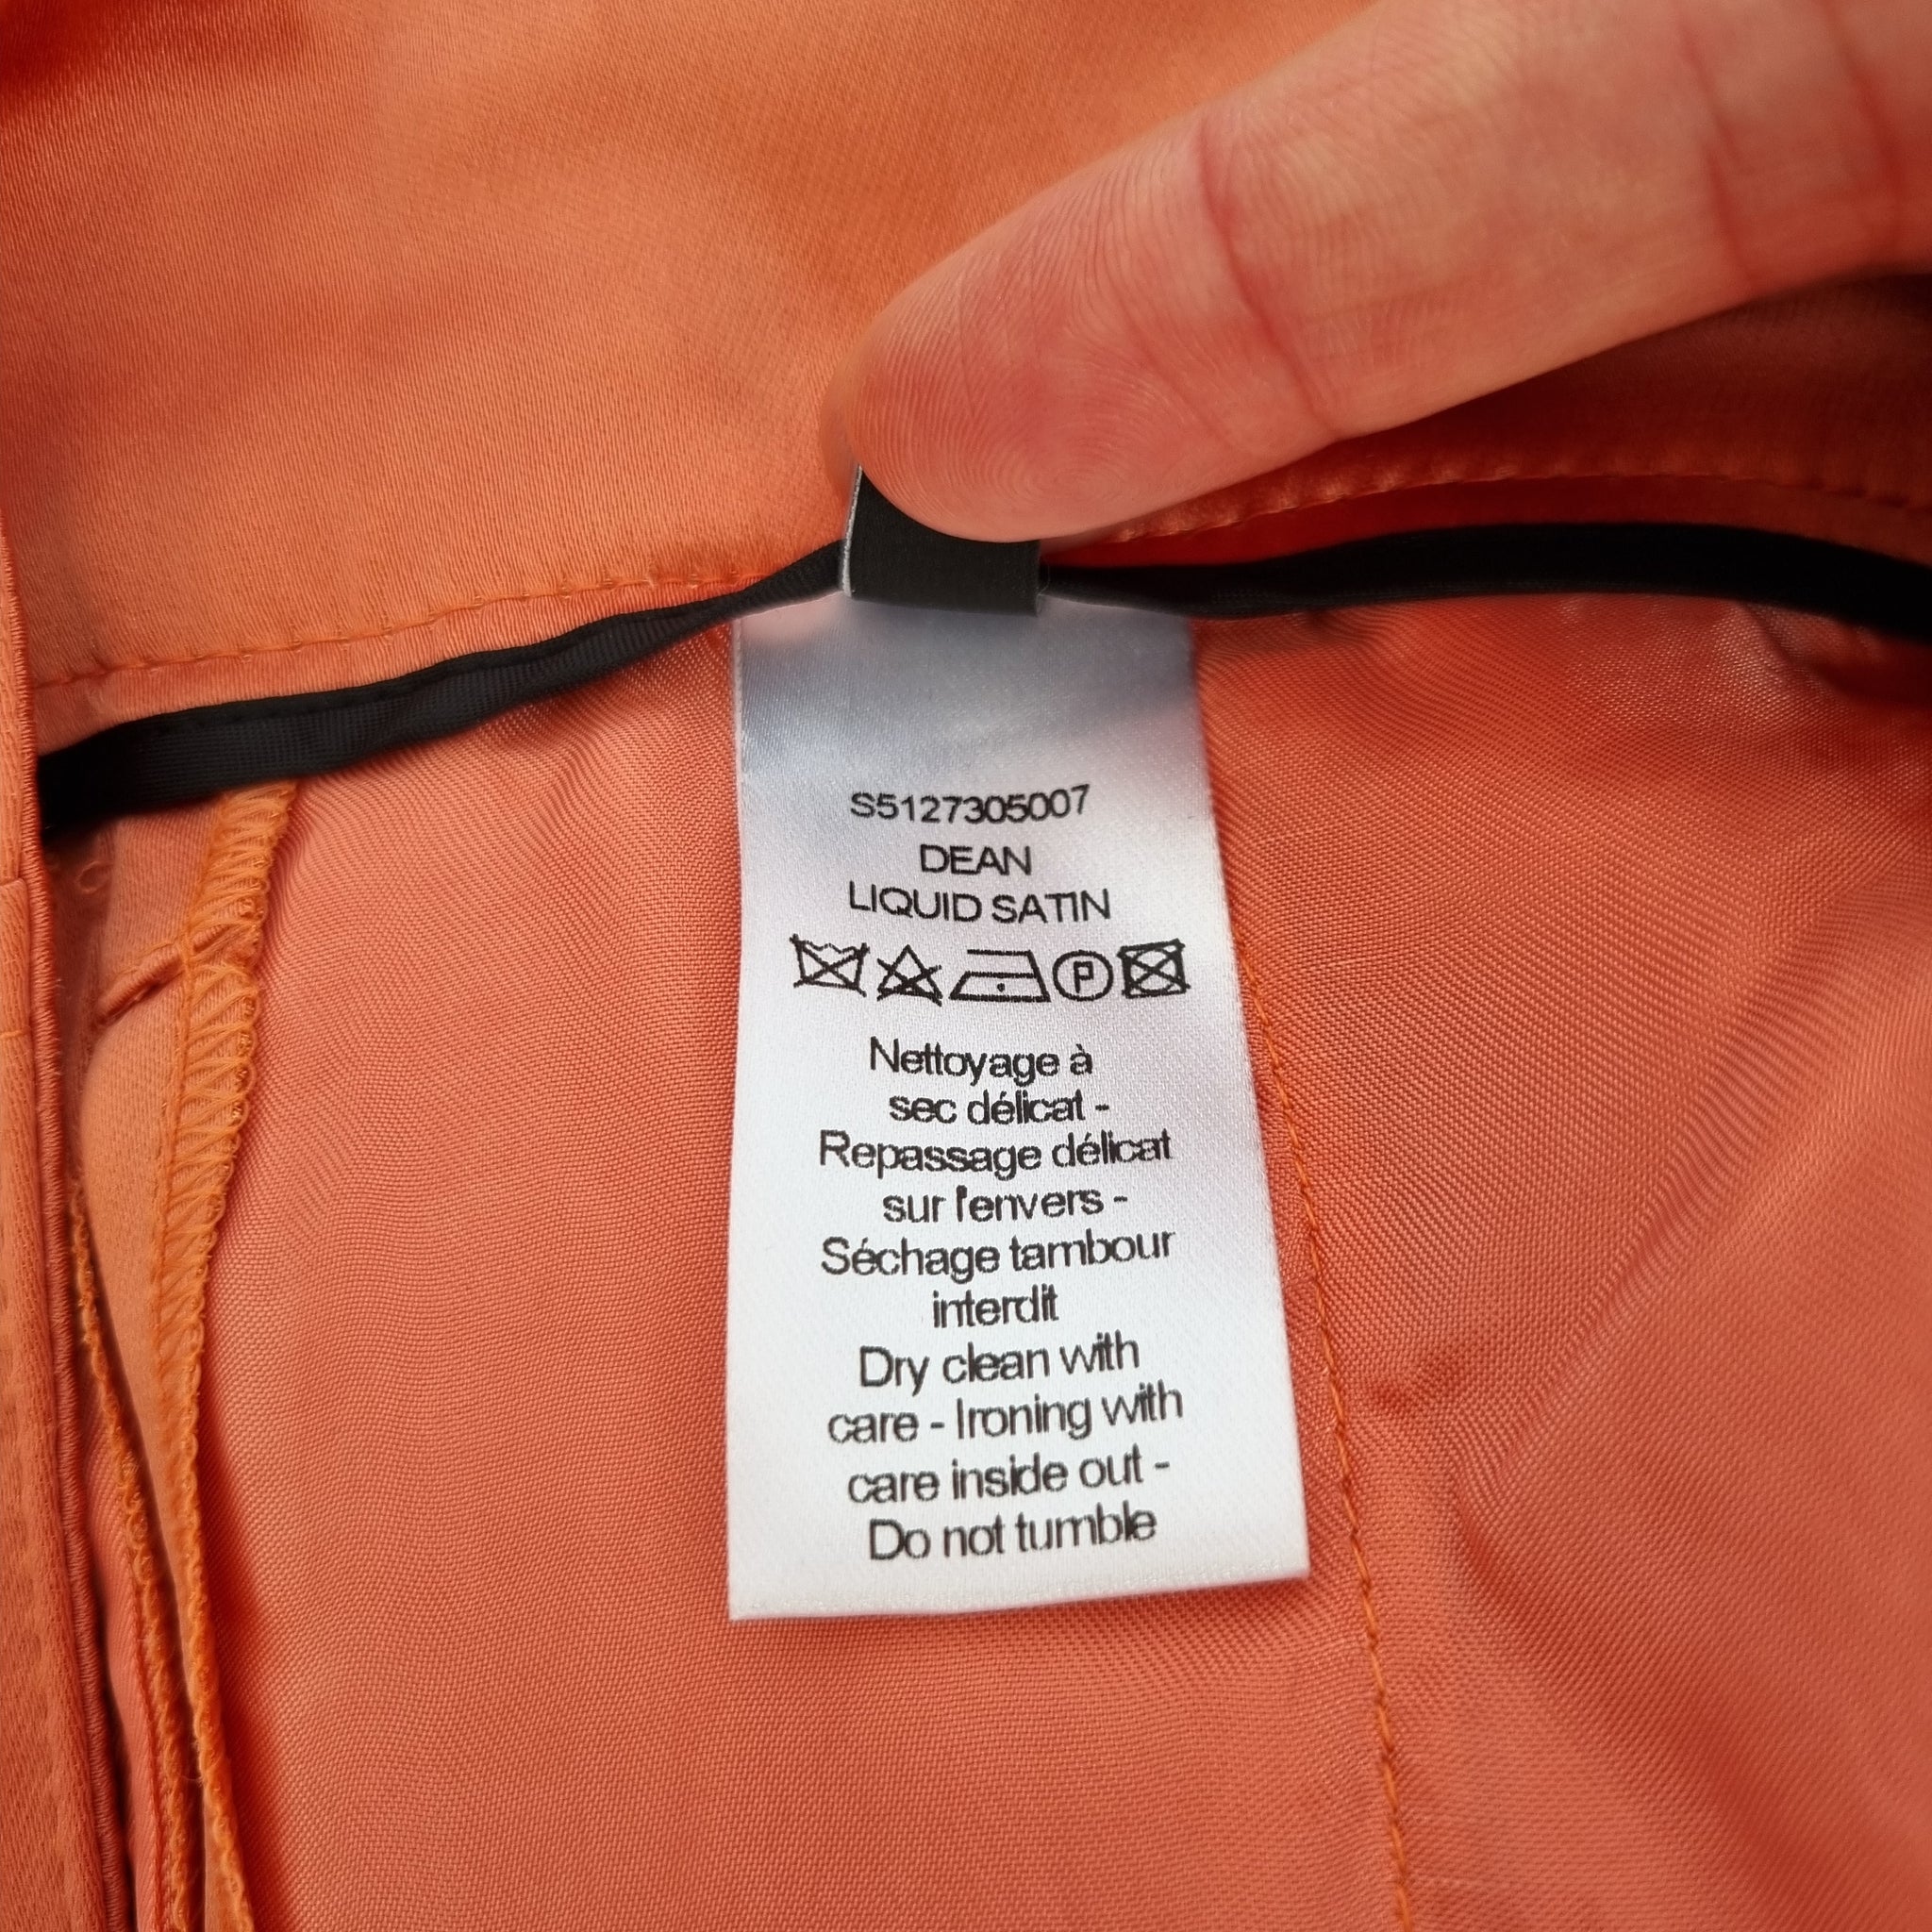 S5127305007
DEAN
LIQUID SATIN
P
Nettoyage à
sec délicat -
Repassage délicat
sur l'envers -
Séchage tambour
interdit
Dry clean with
care - Ironing with
care inside out -
Do not tumble